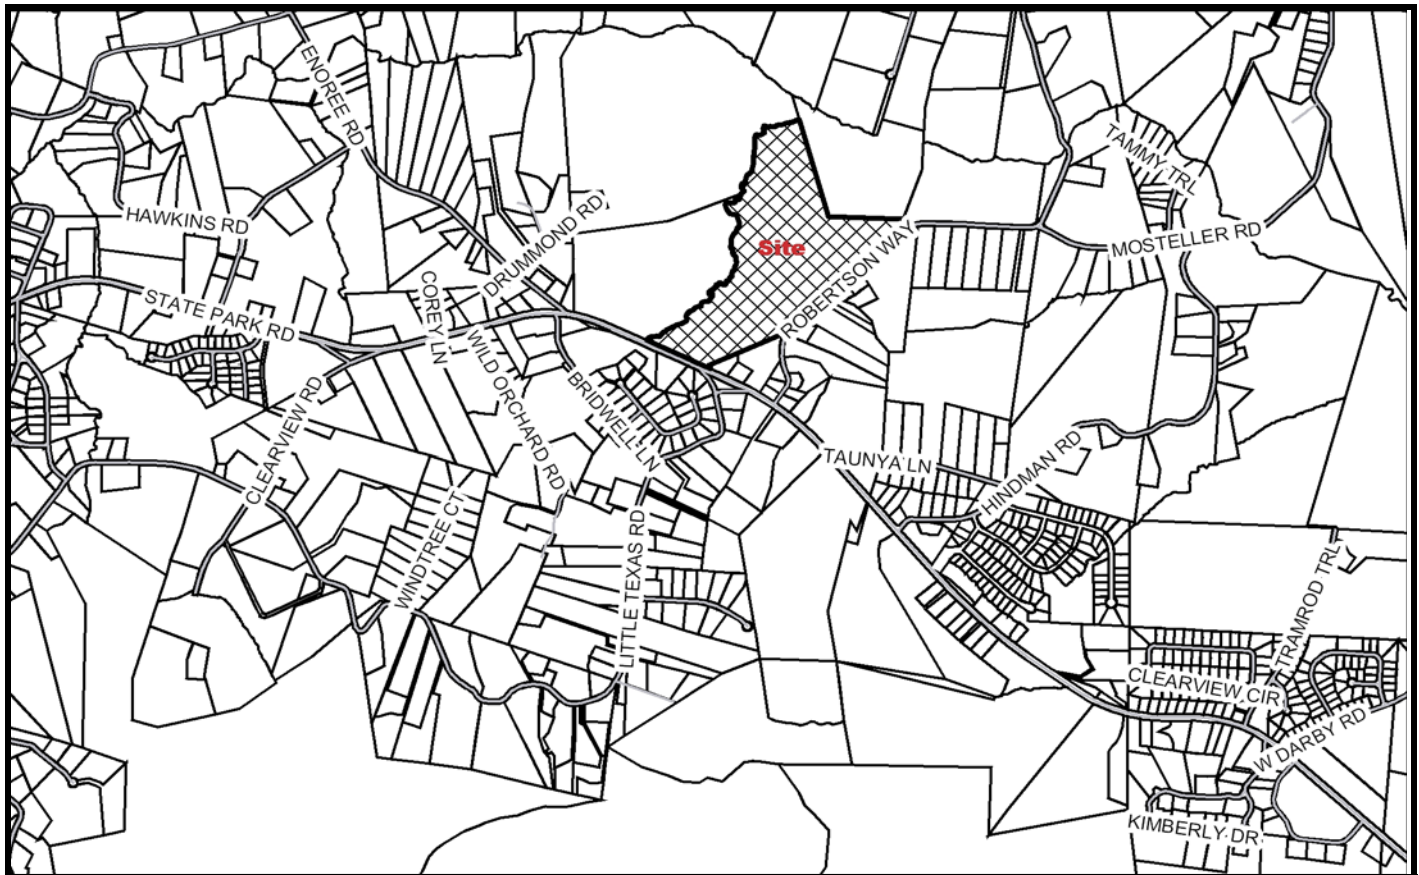 ENOREE RD
TAMMY TRL
HAWKINS RD
DRUMMOND RD
Site
ROBERTSON WAY
MOSTELLER RD
STATE PARK RD
COREY LN
WILD ORCHARD RD
BRIDWELL LN
CLEARVIEW RD
TAUNYA LN
HINDMAN RD
WINDTREE CT
LITTLE TEXAS RD
TRAMROD TRL
CLEARVIEW CIR
W DARBY RD
KIMBERLY DR